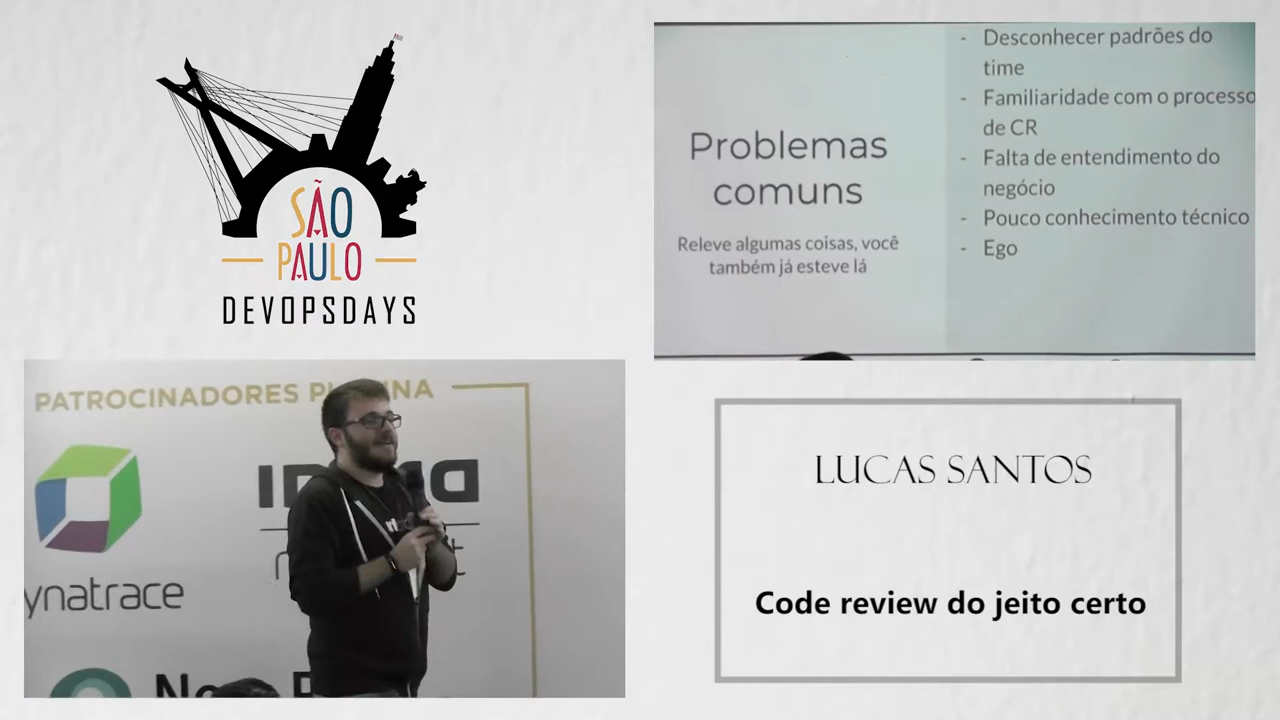 SÃO
PAULO
DEVOPSDAYS
Problemas
comuns
Releve algumas coisas, você
também já esteve lá
- Desconhecer padrões do
time
- Familiaridade com o processo
de CR
- Falta de entendimento do
negócio
- Pouco conhecimento técnico
- Ego
PATROCINADORES
ynatrace
LUCAS SANTOS
Code review do jeito certo